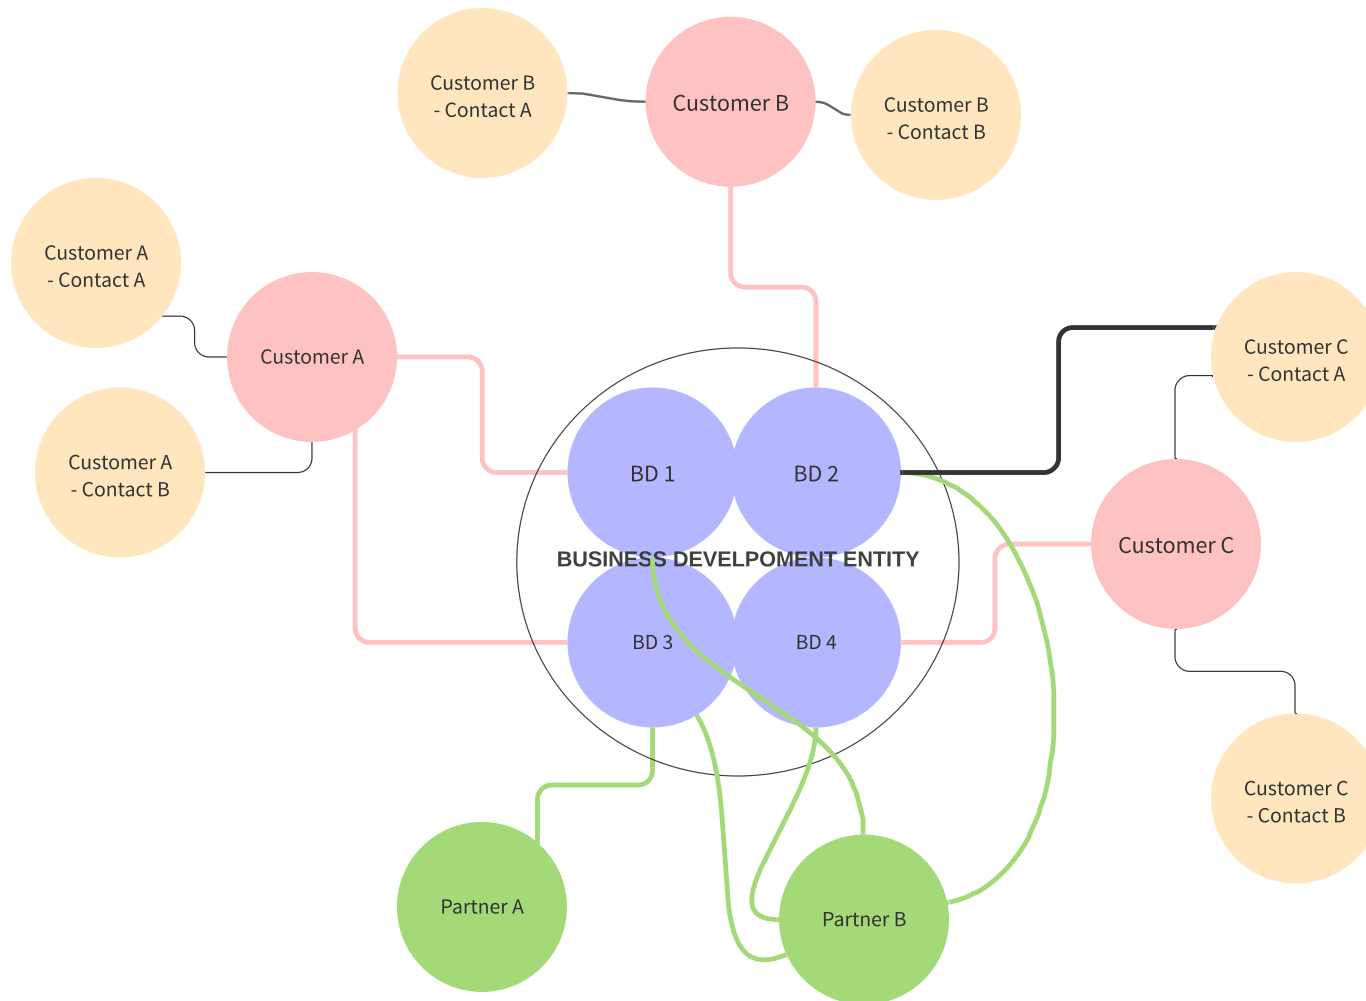 Customer B
- Contact A
Customer B
Customer B
- Contact B
Customer A
- Contact A
Customer A
Customer C
- Contact A
Customer A
- Contact B
BD 1
BD 2
Customer C
BUSINESS DEVELPOMENT ENTITY
BD 3
BD 4
Customer C
- Contact B
Partner A
Partner B